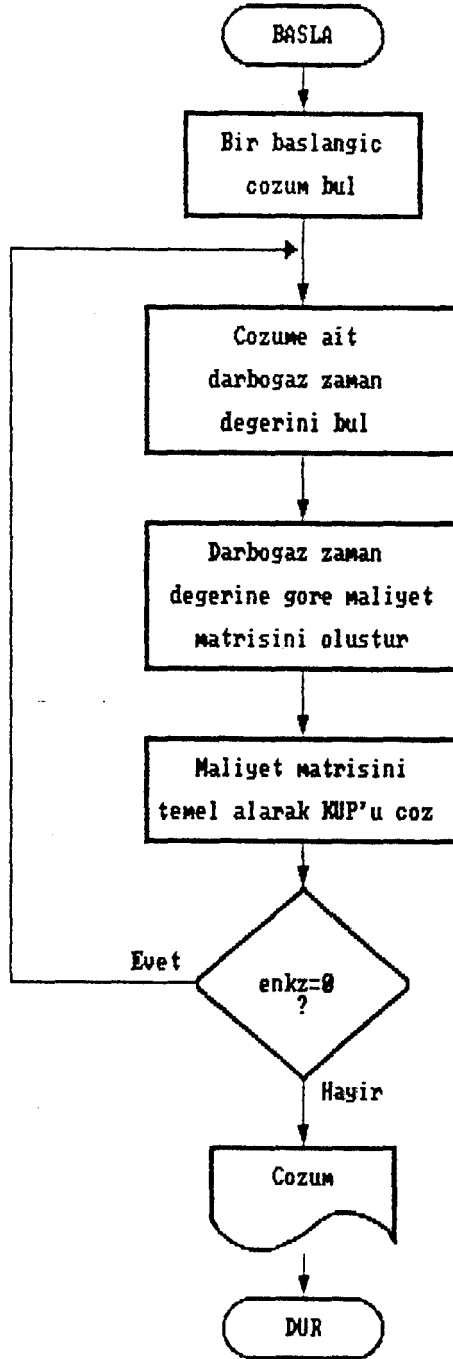 BASLA
Bir baslangic
cozum bul
Cozume ait
darbogaz zaman
degerini bul
Darbogaz zaman
degerine gore maliyet
matrisini olustur
Maliyet matrisini
temel alarak KUP'u coz
Evet
enkz=0
?
Hayir
Cozum
DUR